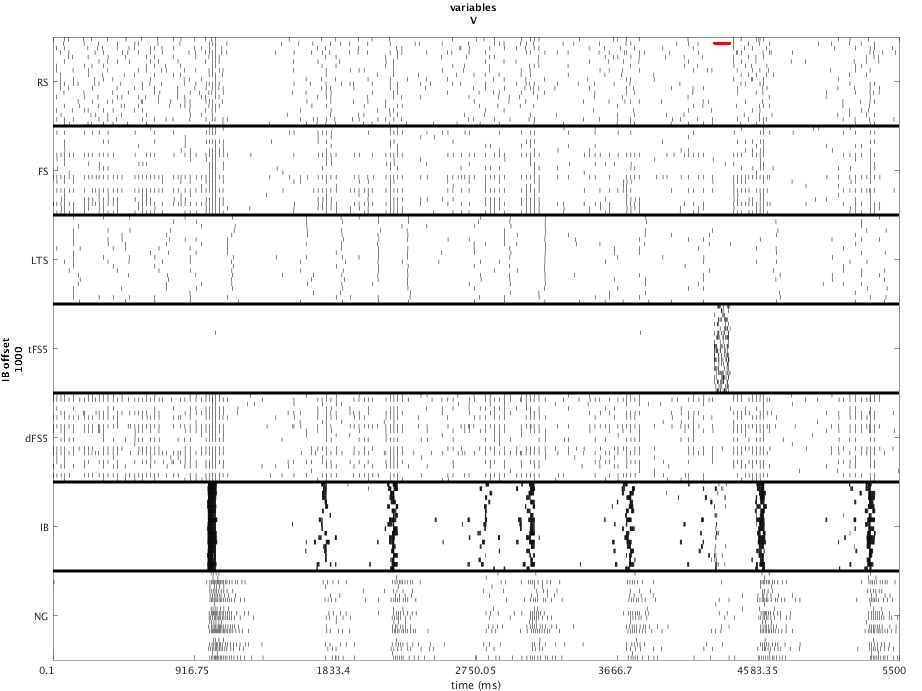 variables
V
RS
FS
LTS
tFS5
dFS5
IB
NG
IB offset
1000
0.1 916.75 1833.4 2750.05 3666.7 4583.35 5500
time (ms)